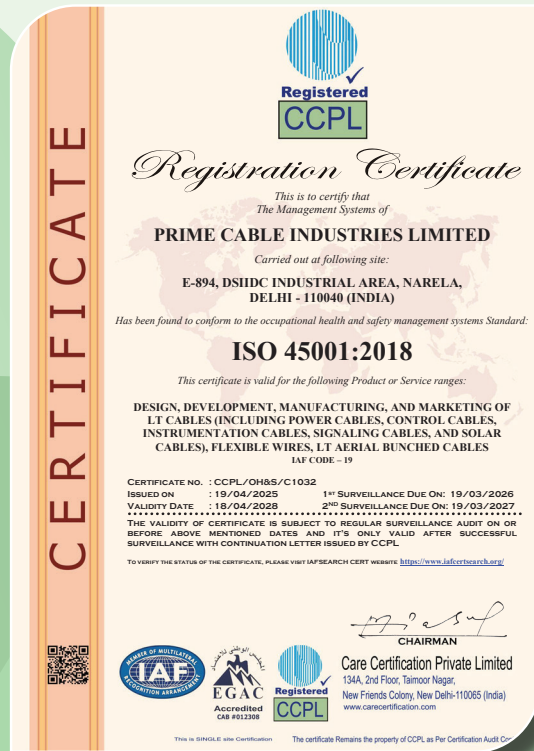 CERTIFICATE
Registered
CCPL
Registration Certificate
This is to certify that
The Management Systems of
PRIME CABLE INDUSTRIES LIMITED
Carried out at following site:
E-894, DSIIDC INDUSTRIAL AREA, NARELA,
DELHI - 110040 (INDIA)
Has been found to conform to the occupational health and safety management systems Standard:
ISO 45001:2018
This certificate is valid for the following Product or Service ranges:
DESIGN, DEVELOPMENT, MANUFACTURING, AND MARKETING OF
LT CABLES (INCLUDING POWER CABLES, CONTROL CABLES,
INSTRUMENTATION CABLES, SIGNALING CABLES, AND SOLAR
CABLES), FLEXIBLE WIRES, LT AERIAL BUNCHED CABLES
IAF CODE – 19
CERTIFICATE NO. : CCPL/OH&S/C1032
ISSUED ON : 19/04/2025 1ST SURVEILLANCE DUE ON: 19/03/2026
VALIDITY DATE : 18/04/2028 2ND SURVEILLANCE DUE ON: 19/03/2027
THE VALIDITY OF CERTIFICATE IS SUBJECT TO REGULAR SURVEILLANCE AUDIT ON OR
BEFORE ABOVE MENTIONED DATES AND IT'S ONLY VALID AFTER SUCCESSFUL
SURVEILLANCE WITH CONTINUATION LETTER ISSUED BY CCPL
TO VERIFY THE STATUS OF THE CERTIFICATE, PLEASE VISIT IAFSEARCH CERT WEBSITE https://www.iafcertsearch.org/
CHAIRMAN
MEMBER OF MULTILATERAL
IAF
RECOGNITION ARRANGEMENT
EGAC
Accredited
CAB #012308
Registered
CCPL
Care Certification Private Limited
134A, 2nd Floor, Taimoor Nagar,
New Friends Colony, New Delhi-110065 (India)
www.carecertification.com
This is SINGLE site Certification
The certificate Remains the property of CCPL as Per Certification Audit